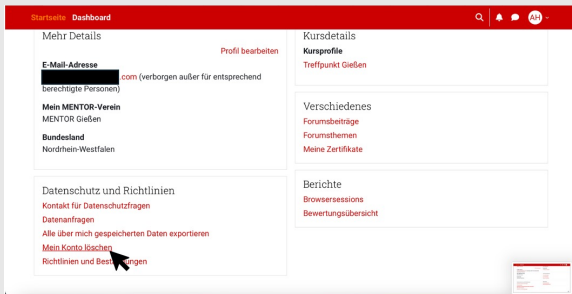 Startseite Dashboard
AH
Mehr Details
Profil bearbeiten
E-Mail-Adresse
.com (verborgen außer für entsprechend
berechtigte Personen)
Mein MENTOR-Verein
MENTOR Gießen
Bundesland
Nordrhein-Westfalen
Datenschutz und Richtlinien
Kontakt für Datenschutzfragen
Datenanfragen
Alle über mich gespeicherten Daten exportieren
Mein Konto löschen
Richtlinien und
Kursdetails
Kursprofile
Treffpunkt Gießen
Verschiedenes
Forumsbeiträge
Forumsthemen
Meine Zertifikate
Berichte
Browsersessions
Bewertungsübersicht